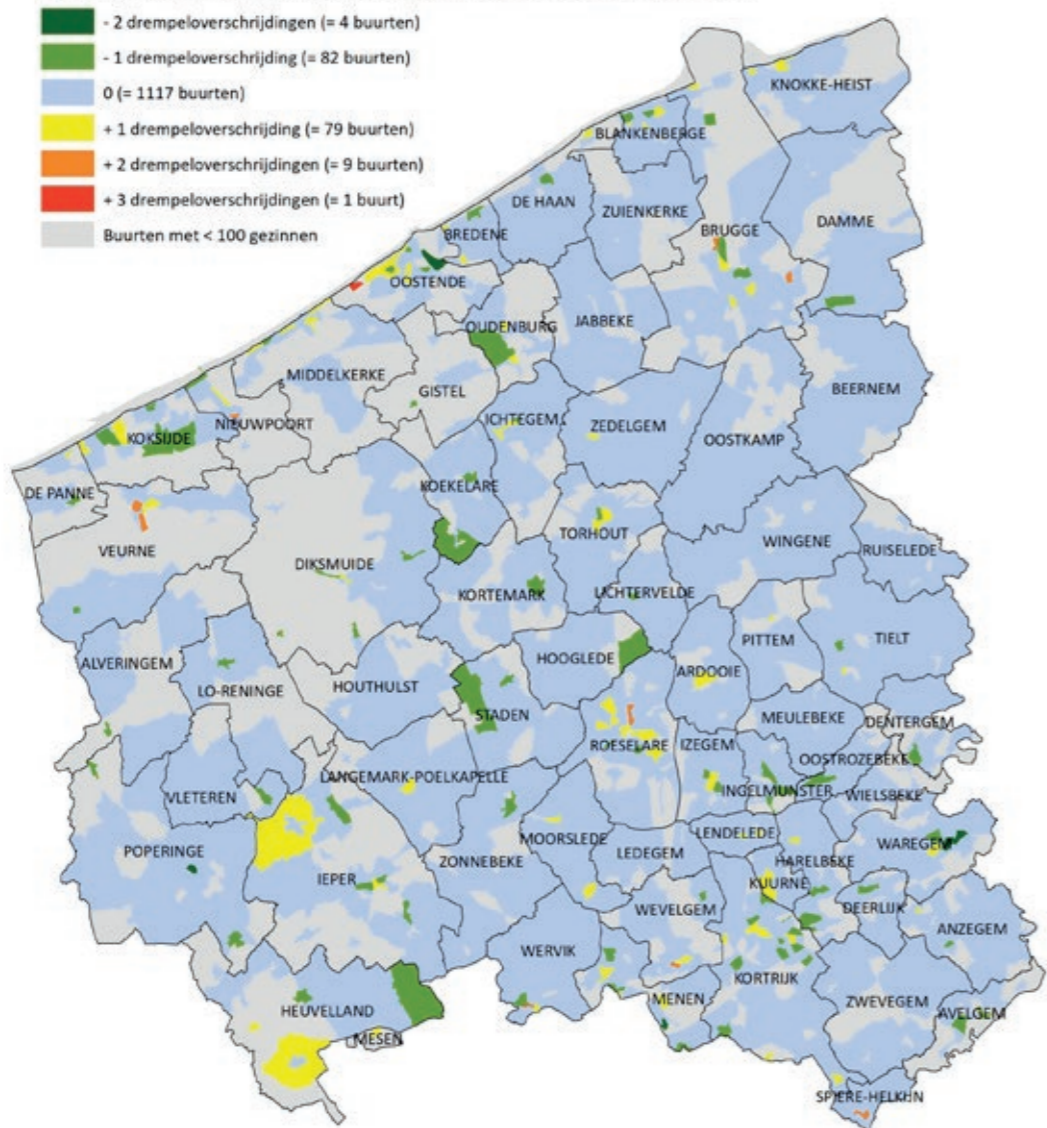 - 2 drempeloverschrijdingen (= 4 buurten)
- 1 drempeloverschrijding (= 82 buurten)
0 (= 1117 buurten)
+ 1 drempeloverschrijding (= 79 buurten)
+ 2 drempeloverschrijdingen (= 9 buurten)
+ 3 drempeloverschrijdingen (= 1 buurt)
Buurten met < 100 gezinnen
KNOKKE-HEIST
BLANKENBERGE
DE HAAN
ZUIENKERKE
BRUGGE
DAMME
BREDENE
OOSTENDE
OUDENBURG
JABBEKE
MIDDELKERKE
GISTEL
BEERNEM
NIEUWPOORT
KOKSIJDE
ICHTEGEM
ZEDELGEM
OOSTKAMP
DE PANNE
KOEKELARE
VEURNE
DIKSMUIDE
TORHOUT
WINGENE
RUISELEDE
KORTEMARK
LICHTERVELDE
ALVERINGEM
LO-RENINGE
HOUTHULST
HOOGLEDE
ARDOOIE
PITTEM
TIELT
STADEN
ROESELARE
IZEGEM
MEULEBEKE
DENTERGEM
OOSTROZEBEKE
LANGEMARK-POELKAPELLE
INGELMUNSTER
WIELSBEKE
VLETEREN
POPERINGE
IEPER
ZONNEBEKE
MOORSLEDE
LEDEGEM
LENDELEDE
HARELBEKE
WAREGEM
KUURNE
WEVELGEM
DEERLIJK
ANZEGEM
WERVIK
KORTRIJK
HEUVELLAND
MESEN
MENEN
ZWEVEGEM
AVELGEM
SPIERE-HELKIJN